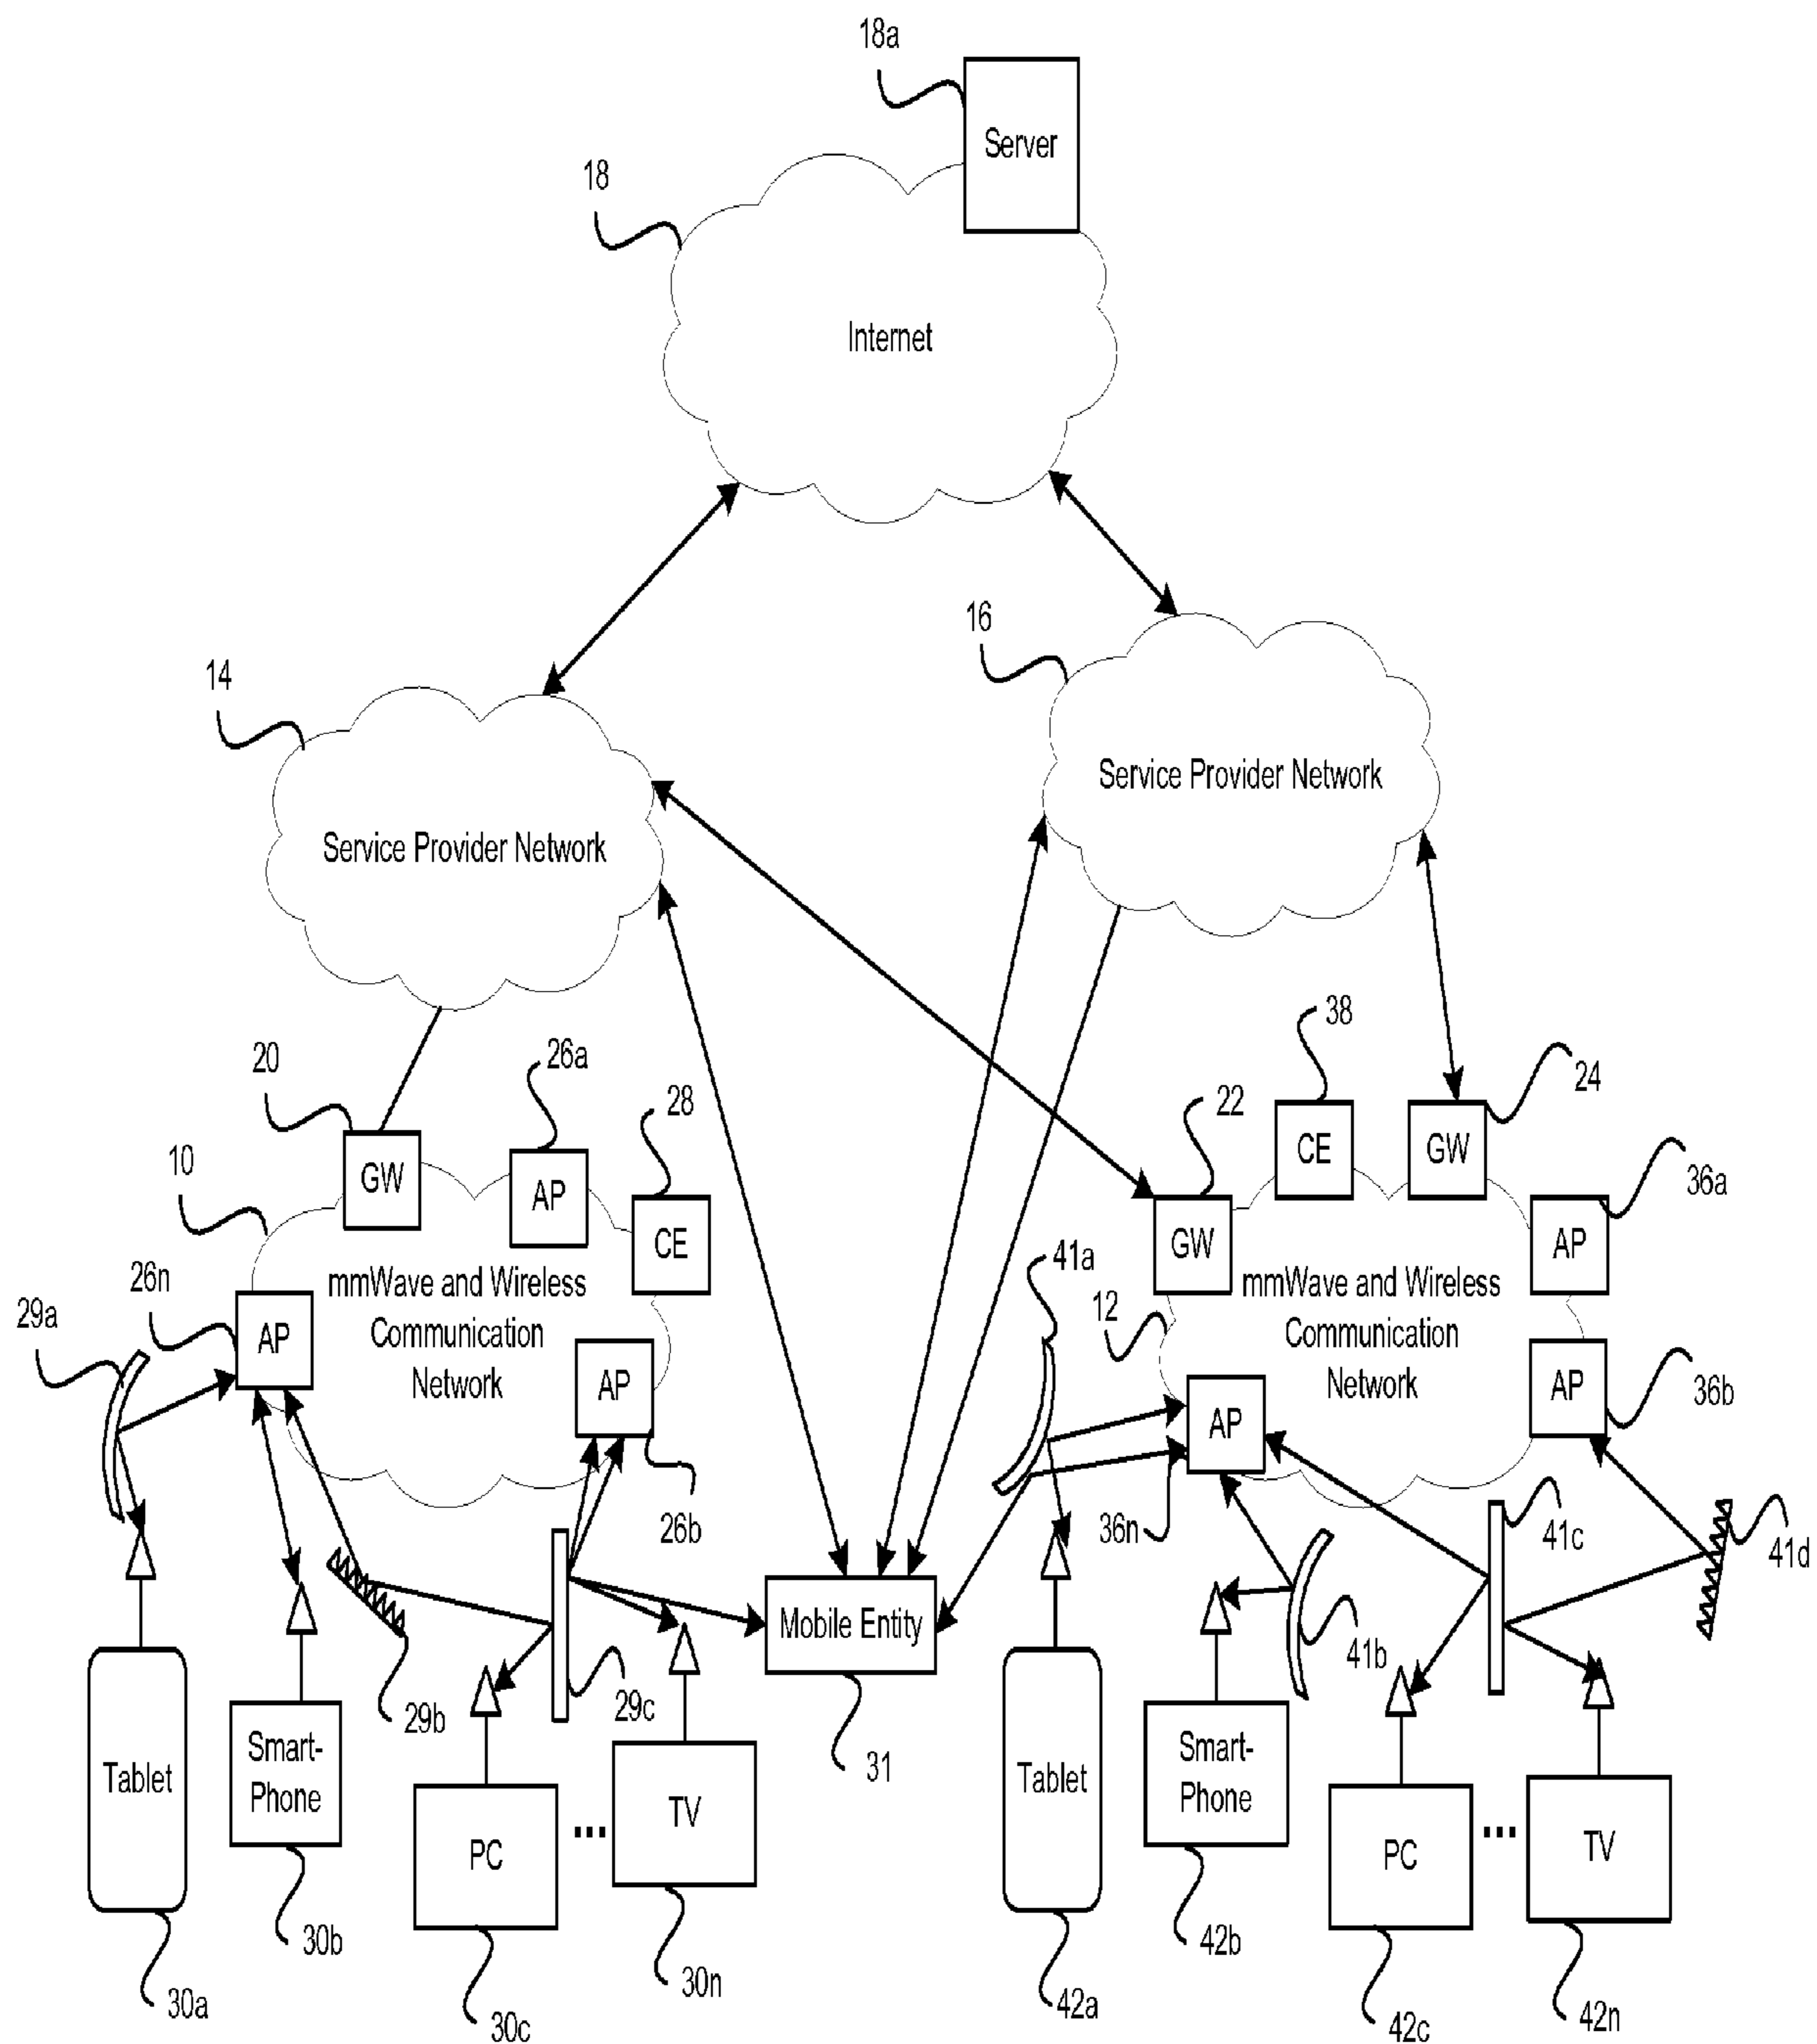 18a
Server
18
Internet
16
14
Service Provider Network
Service Provider Network
38
20
26a
28
22
24
10
GW
AP
CE
CE
GW
36a
26n
CE
GW
AP
41a
mmWave and Wireless
Communication
Network
mmWave and Wireless
Communication
Network
29a
12
AP
AP
AP
AP
36b
26b
36n
41c
41d
Mobile Entity
41b
29b
29c
31
Tablet
Smart-
Phone
PC
...
TV
Tablet
Smart-
Phone
PC
...
TV
30a
30b
30c
30n
42a
42b
42c
42n